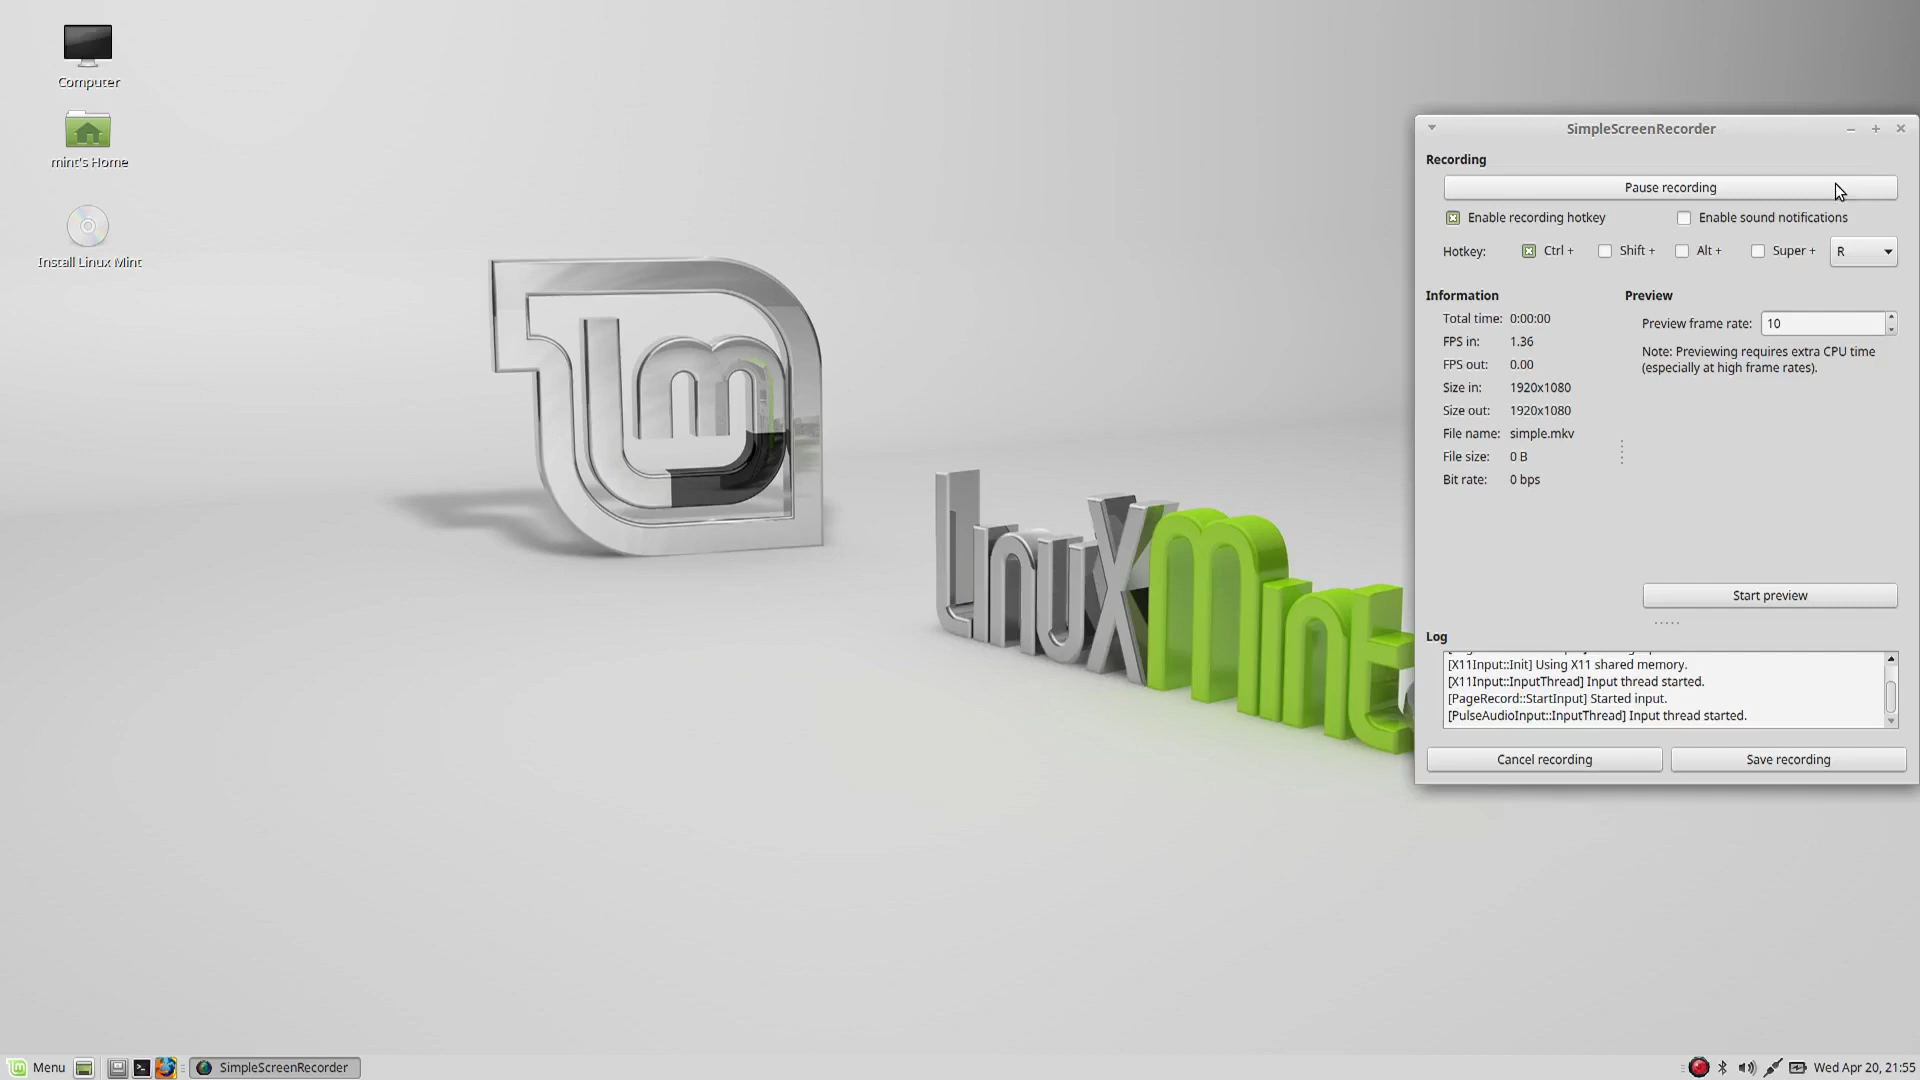 Computer
mint's Home
Install Linux Mint
LinuxMint
SimpleScreenRecorder
Recording
Pause recording
Enable recording hotkey
Enable sound notifications
Hotkey: Ctrl + Shift + Alt + Super + R
Information
Total time: 0:00:00
FPS in: 1.36
FPS out: 0.00
Size in: 1920x1080
Size out: 1920x1080
File name: simple.mkv
File size: 0 B
Bit rate: 0 bps
Preview
Preview frame rate: 10
Note: Previewing requires extra CPU time
(especially at high frame rates).
Start preview
Log
[X11Input::Init] Using X11 shared memory.
[X11Input::InputThread] Input thread started.
[PageRecord::StartInput] Started input.
[PulseAudioInput::InputThread] Input thread started.
Cancel recording
Save recording
Menu
SimpleScreenRecorder
Wed Apr 20, 21:55